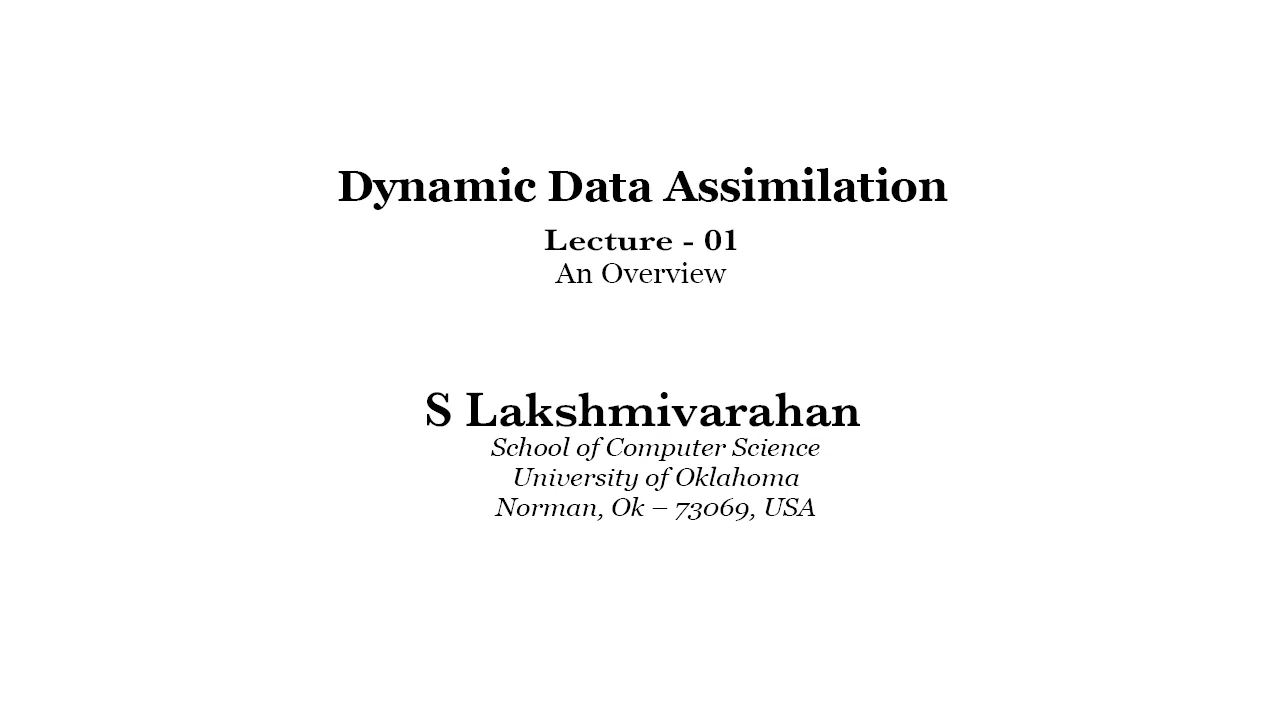 Dynamic Data Assimilation
Lecture - 01
An Overview
S Lakshmivarahan
School of Computer Science
University of Oklahoma
Norman, Ok – 73069, USA